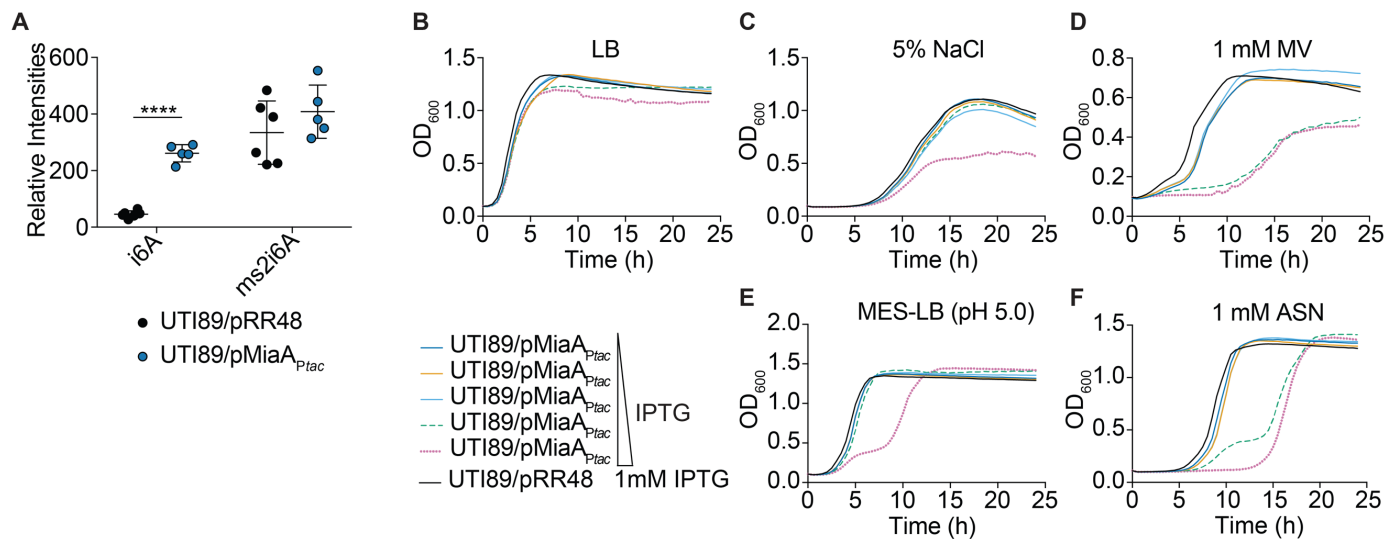 A
Relative Intensities
600
400
200
0
****
i6A
ms2i6A
UTI89/pRR48
UTI89/pMiaAPtac
B
LB
OD600
1.5
1.0
0.5
0.0
0 5 10 15 20 25
Time (h)
C
5% NaCl
OD600
1.5
1.0
0.5
0.0
0 5 10 15 20 25
Time (h)
D
1 mM MV
OD600
0.8
0.6
0.4
0.2
0.0
0 5 10 15 20 25
Time (h)
UTI89/pMiaAPtac
UTI89/pMiaAPtac
UTI89/pMiaAPtac
UTI89/pMiaAPtac
UTI89/pMiaAPtac
UTI89/pRR48
IPTG
1mM IPTG
E
MES-LB (pH 5.0)
OD600
2.0
1.5
1.0
0.5
0.0
0 5 10 15 20 25
Time (h)
F
1 mM ASN
OD600
1.5
1.0
0.5
0.0
0 5 10 15 20 25
Time (h)